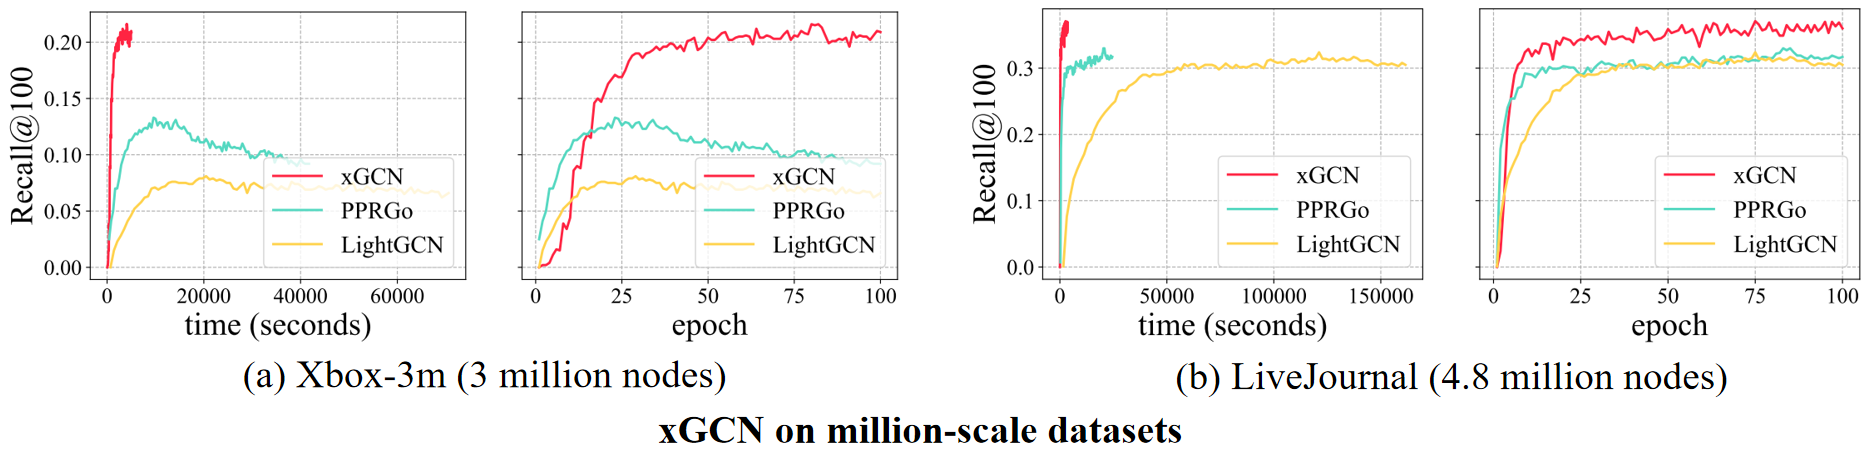 Recall@100
0.20
0.15
0.10
0.05
0.00
0
20000
40000
60000
time (seconds)
xGCN
PPRGo
LightGCN
0
25
50
75
100
epoch
xGCN
PPRGo
LightGCN
(a) Xbox-3m (3 million nodes)
Recall@100
0.3
0.2
0.1
0.0
0
50000
100000
150000
time (seconds)
xGCN
PPRGo
LightGCN
0
25
50
75
100
epoch
xGCN
PPRGo
LightGCN
(b) LiveJournal (4.8 million nodes)
xGCN on million-scale datasets